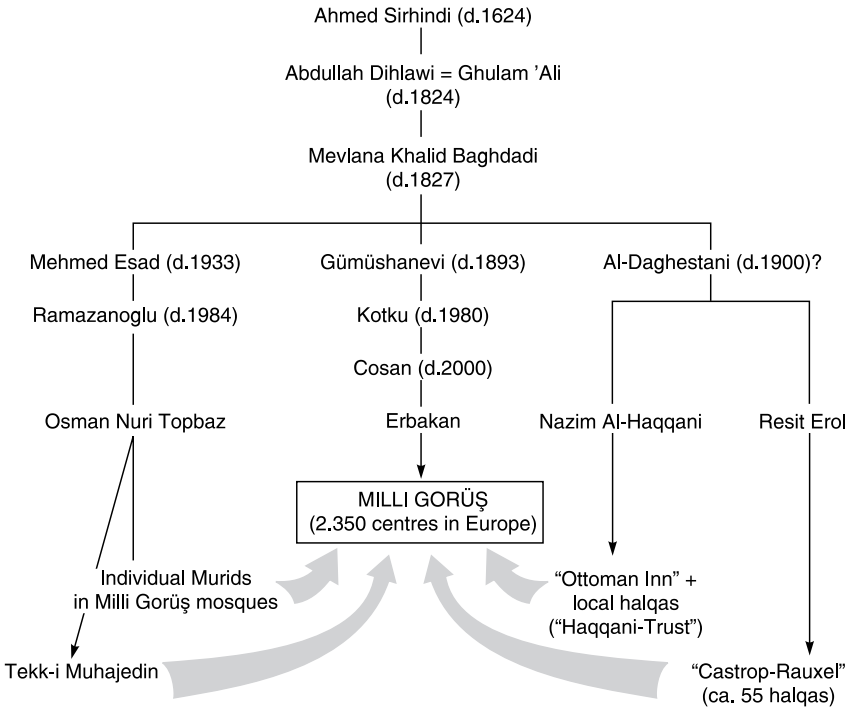 Ahmed Sirhindi (d.1624)
Abdullah Dihlawi = Ghulam ’Ali
(d.1824)
Mevlana Khalid Baghdadi
(d.1827)
Mehmed Esad (d.1933)
Gümüshanevi (d.1893)
Al-Daghestani (d.1900)?
Ramazanoglu (d.1984)
Kotku (d.1980)
Cosan (d.2000)
Osman Nuri Topbaz
Erbakan
Nazim Al-Haqqani
Resit Erol
MILLI GORÜŞ
(2.350 centres in Europe)
Individual Murids
in Milli Gorüş mosques
“Ottoman Inn” +
local halqas
(“Haqqani-Trust”)
Tekk-i Muhajedin
“Castrop-Rauxel”
(ca. 55 halqas)